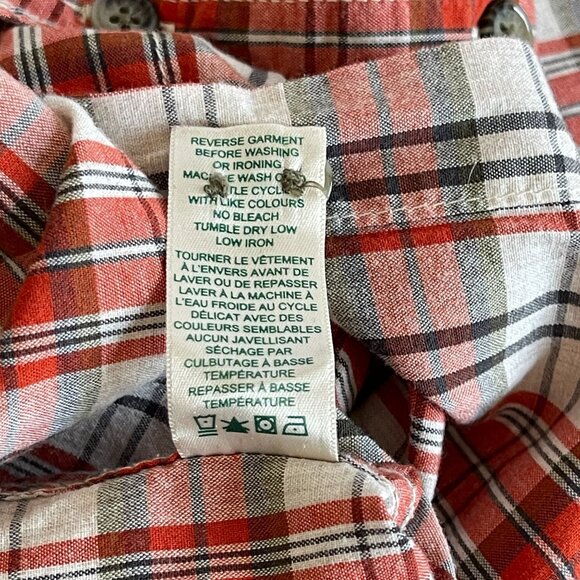 REVERSE GARMENT
BEFORE WASHING
OR IRONING
WASH
CYCLE
WITH LIKE COLOURS
NO BLEACH
TUMBLE DRY LOW
LOW IRON
TOURNER LE VÊTEMENT
À L'ENVERS AVANT DE
LAVER OU DE REPASSER
LAVER À LA MACHINE À
L'EAU FROIDE AU CYCLE
DÉLICAT AVEC DES
COULEURS SEMBLABLES
AUCUN JAVELLISANT
SÉCHAGE PAR
CULBUTAGE À BASSE
TEMPÉRATURE
REPASSER À BASSE
TEMPÉRATURE